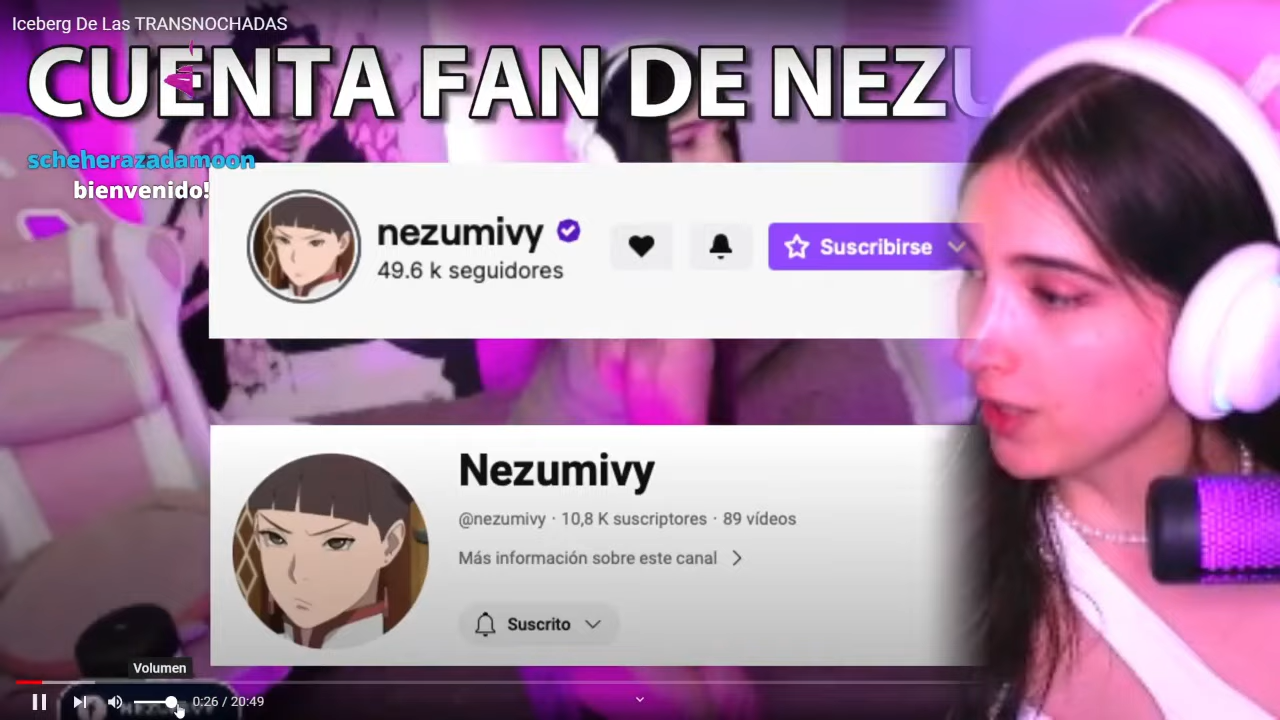 Iceberg De Las TRANSNOCHADAS
CUENTA FAN DE NEZU
scheherazadamoon
bienvenido!
nezumivy
49.6 k seguidores
Suscribirse
Nezumivy
@nezumivy · 10,8 K suscriptores · 89 vídeos
Más información sobre este canal
Suscrito
Volumen
0:26 / 20:49